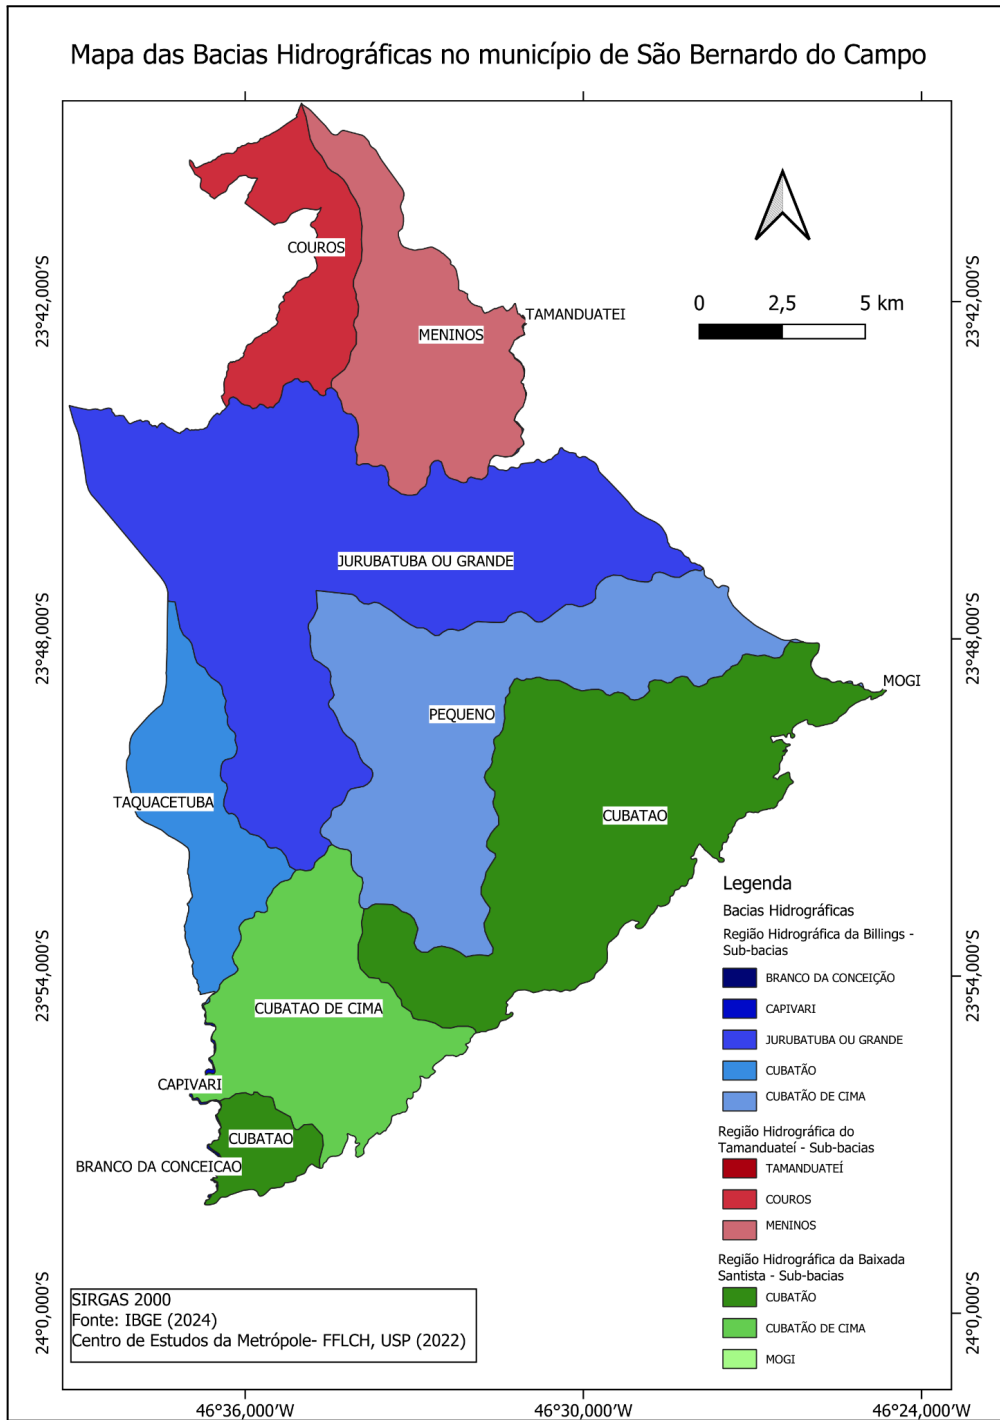 Mapa das Bacias Hidrográficas no município de São Bernardo do Campo
COUROS
TAMANDUATEI
MENINOS
0 2,5 5 km
23°42,000'S
23°42,000'S
JURUBATUBA OU GRANDE
23°48,000'S
23°48,000'S
MOGI
PEQUENO
TAQUACETUBA
CUBATAO
CUBATAO DE CIMA
CAPIVARI
CUBATAO
BRANCO DA CONCEICAO
23°54,000'S
23°54,000'S
Legenda
Bacias Hidrográficas
Região Hidrográfica da Billings -
Sub-bacias
BRANCO DA CONCEIÇÃO
CAPIVARI
JURUBATUBA OU GRANDE
CUBATÃO
CUBATÃO DE CIMA
Região Hidrográfica do
Tamanduateí - Sub-bacias
TAMANDUATEÍ
COUROS
MENINOS
Região Hidrográfica da Baixada
Santista - Sub-bacias
CUBATÃO
CUBATÃO DE CIMA
MOGI
24°0,000'S
24°0,000'S
SIRGAS 2000
Fonte: IBGE (2024)
Centro de Estudos da Metrópole- FFLCH, USP (2022)
46°36,000'W
46°30,000'W
46°24,000'W